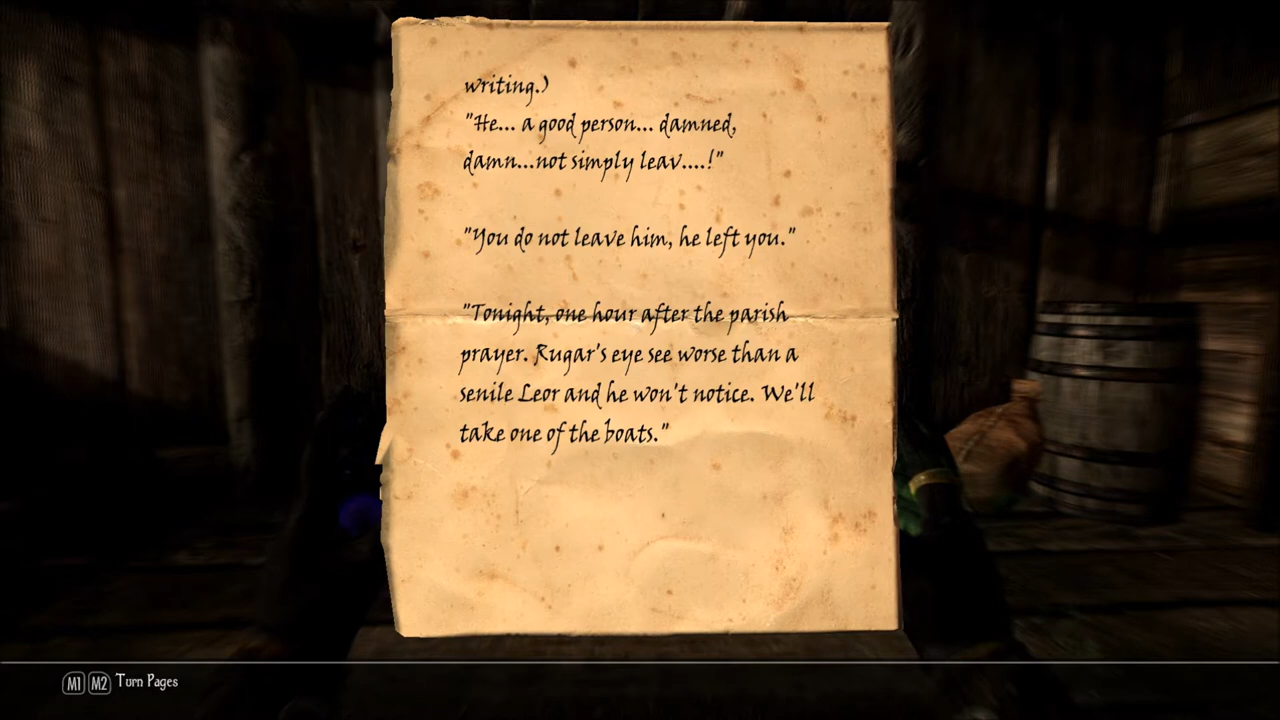 writing.)
"He... a good person... damned,
damn...not simply leav....!"
"You do not leave him, he left you."
"Tonight, one hour after the parish
prayer. Rugar's eye see worse than a
senile Leor and he won't notice. We'll
take one of the boats."
M1 M2 Turn Pages